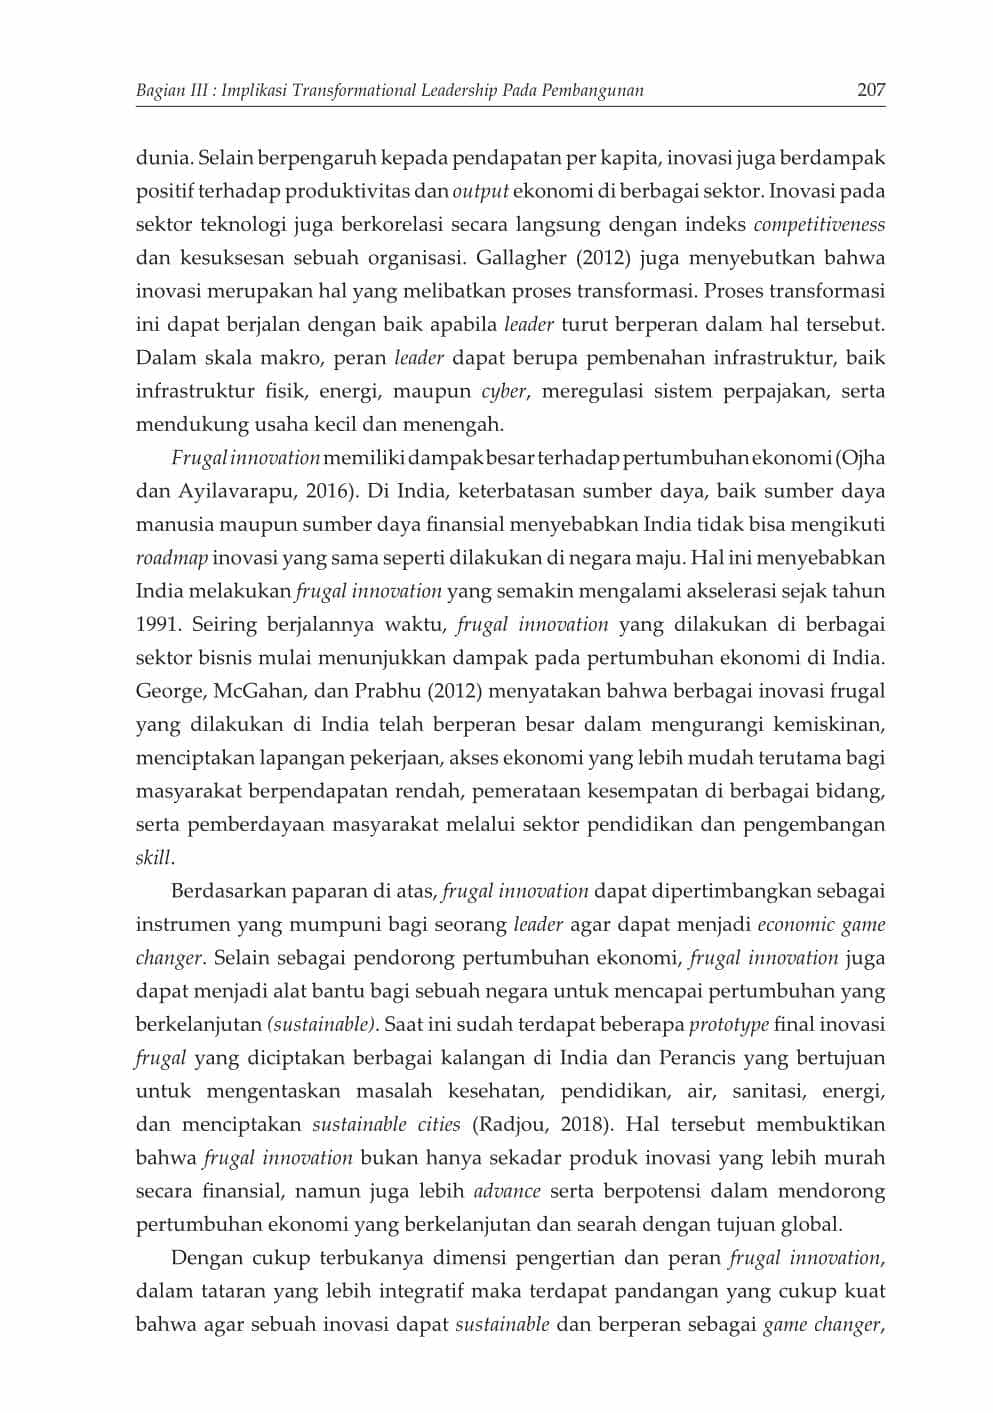 Bagian III : Implikasi Transformational Leadership Pada Pembangunan 207
dunia. Selain berpengaruh kepada pendapatan per kapita, inovasi juga berdampak
positif terhadap produktivitas dan output ekonomi di berbagai sektor. Inovasi pada
sektor teknologi juga berkorelasi secara langsung dengan indeks competitiveness
dan kesuksesan sebuah organisasi. Gallagher (2012) juga menyebutkan bahwa
inovasi merupakan hal yang melibatkan proses transformasi. Proses transformasi
ini dapat berjalan dengan baik apabila leader turut berperan dalam hal tersebut.
Dalam skala makro, peran leader dapat berupa pembenahan infrastruktur, baik
infrastruktur fisik, energi, maupun cyber, meregulasi sistem perpajakan, serta
mendukung usaha kecil dan menengah.
Frugal innovation memiliki dampak besar terhadap pertumbuhan ekonomi (Ojha
dan Ayilavarapu, 2016). Di India, keterbatasan sumber daya, baik sumber daya
manusia maupun sumber daya finansial menyebabkan India tidak bisa mengikuti
roadmap inovasi yang sama seperti dilakukan di negara maju. Hal ini menyebabkan
India melakukan frugal innovation yang semakin mengalami akselerasi sejak tahun
1991. Seiring berjalannya waktu, frugal innovation yang dilakukan di berbagai
sektor bisnis mulai menunjukkan dampak pada pertumbuhan ekonomi di India.
George, McGahan, dan Prabhu (2012) menyatakan bahwa berbagai inovasi frugal
yang dilakukan di India telah berperan besar dalam mengurangi kemiskinan,
menciptakan lapangan pekerjaan, akses ekonomi yang lebih mudah terutama bagi
masyarakat berpendapatan rendah, pemerataan kesempatan di berbagai bidang,
serta pemberdayaan masyarakat melalui sektor pendidikan dan pengembangan
skill.
Berdasarkan paparan di atas, frugal innovation dapat dipertimbangkan sebagai
instrumen yang mumpuni bagi seorang leader agar dapat menjadi economic game
changer. Selain sebagai pendorong pertumbuhan ekonomi, frugal innovation juga
dapat menjadi alat bantu bagi sebuah negara untuk mencapai pertumbuhan yang
berkelanjutan (sustainable). Saat ini sudah terdapat beberapa prototype final inovasi
frugal yang diciptakan berbagai kalangan di India dan Perancis yang bertujuan
untuk mengentaskan masalah kesehatan, pendidikan, air, sanitasi, energi,
dan menciptakan sustainable cities (Radjou, 2018). Hal tersebut membuktikan
bahwa frugal innovation bukan hanya sekadar produk inovasi yang lebih murah
secara finansial, namun juga lebih advance serta berpotensi dalam mendorong
pertumbuhan ekonomi yang berkelanjutan dan searah dengan tujuan global.
Dengan cukup terbukanya dimensi pengertian dan peran frugal innovation,
dalam tataran yang lebih integratif maka terdapat pandangan yang cukup kuat
bahwa agar sebuah inovasi dapat sustainable dan berperan sebagai game changer,